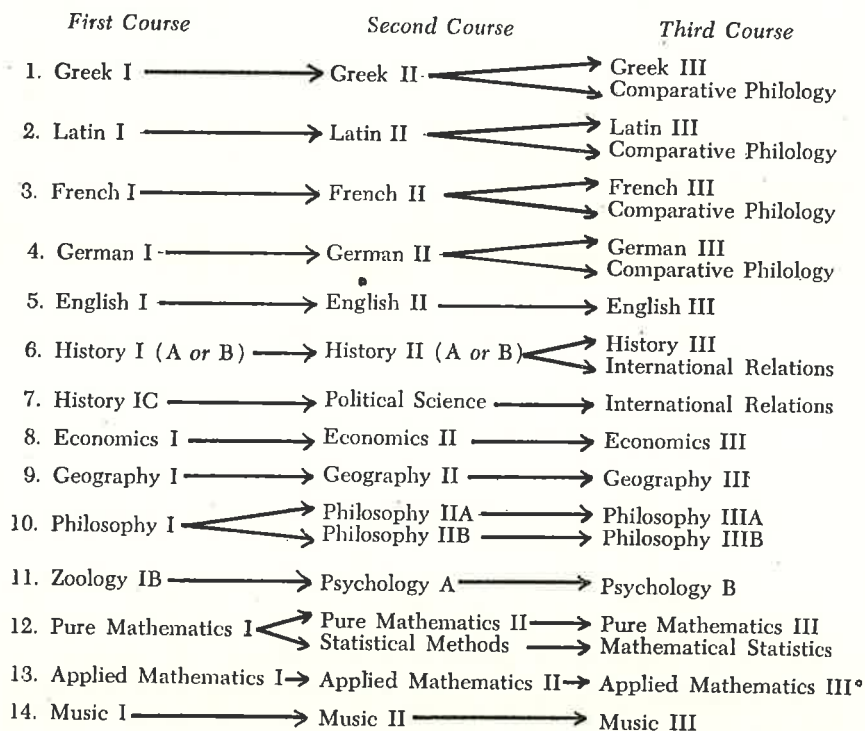 First Course Second Course Third Course
1. Greek I Greek II Greek III
Comparative Philology
2. Latin I Latin II Latin III
Comparative Philology
3. French I French II French III
Comparative Philology
4. German I German II German III
Comparative Philology
5. English I English II English III
6. History I (A or B) History II (A or B) History III
International Relations
7. History IC Political Science International Relations
8. Economics I Economics II Economics III
9. Geography I Geography II Geography III
10. Philosophy I Philosophy IIA Philosophy IIIA
Philosophy IIB Philosophy IIIB
11. Zoology IB Psychology A Psychology B
12. Pure Mathematics I Pure Mathematics II Pure Mathematics III
Statistical Methods Mathematical Statistics
13. Applied Mathematics I Applied Mathematics II Applied Mathematics III°
14. Music I Music II Music III